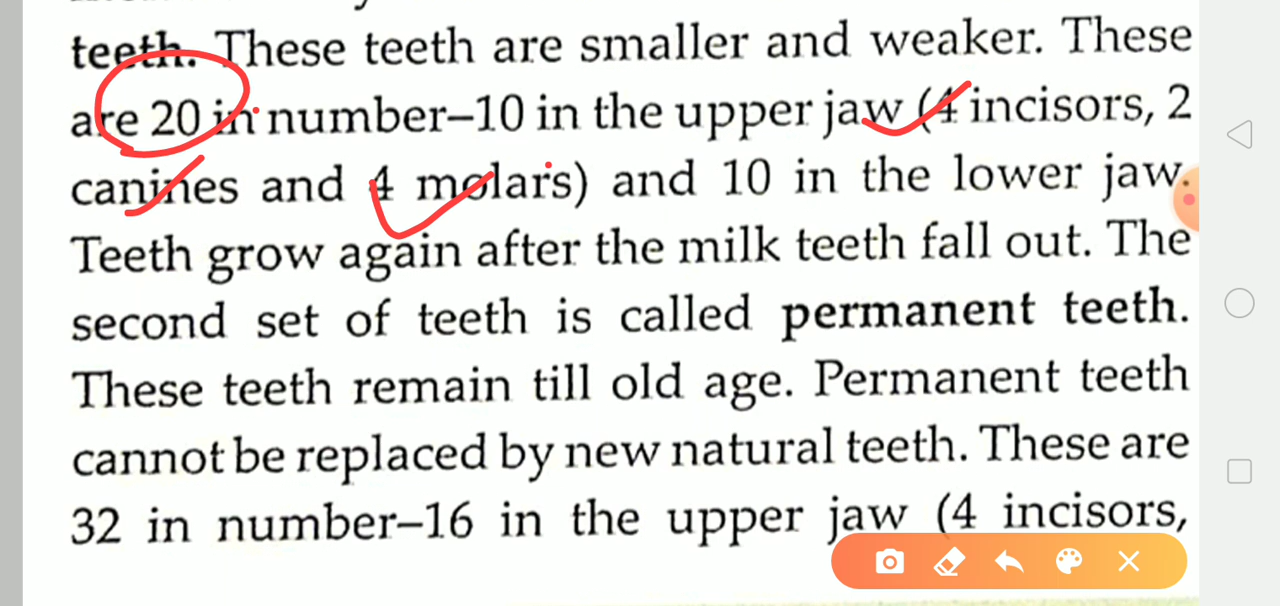 teeth. These teeth are smaller and weaker. These
are 20 in number–10 in the upper jaw (4 incisors, 2
canines and 4 molars) and 10 in the lower jaw.
Teeth grow again after the milk teeth fall out. The
second set of teeth is called permanent teeth.
These teeth remain till old age. Permanent teeth
cannot be replaced by new natural teeth. These are
32 in number–16 in the upper jaw (4 incisors,